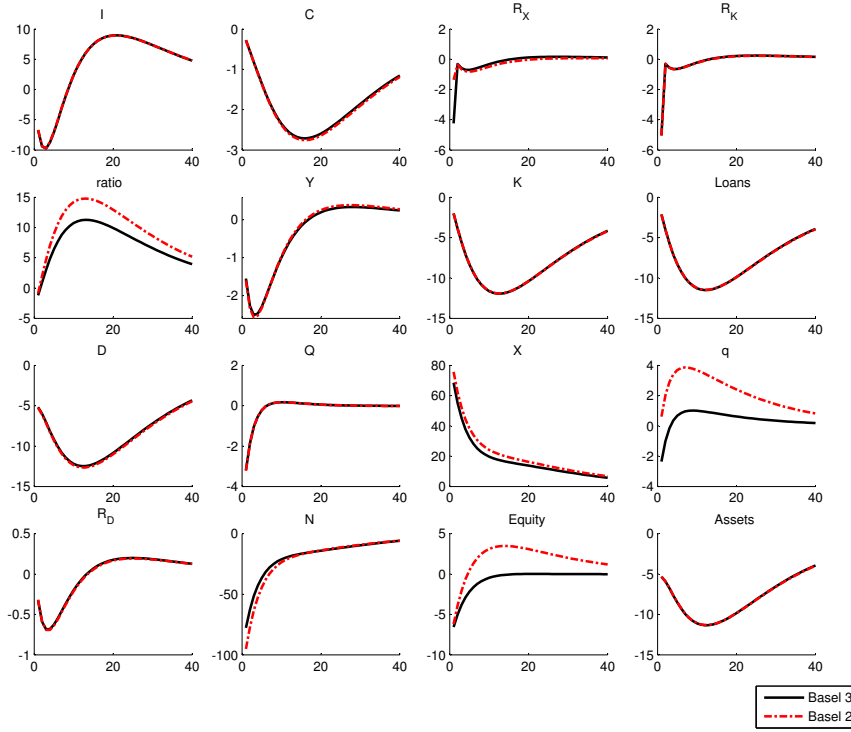 I C R_X R_K
10 5 0 -5 -10 0 20 40
0 -1 -2 -3 0 20 40
2 0 -2 -4 -6 0 20 40
2 0 -2 -4 -6 0 20 40
ratio Y K Loans
15 10 5 0 -5 0 20 40
0 -1 -2 0 20 40
0 -5 -10 -15 0 20 40
0 -5 -10 -15 0 20 40
D Q X q
0 -5 -10 -15 0 20 40
2 0 -2 -4 0 20 40
80 60 40 20 0 0 20 40
4 2 0 -2 -4 0 20 40
R_D N Equity Assets
0.5 0 -0.5 -1 0 20 40
0 -50 -100 0 20 40
5 0 -5 -10 0 20 40
0 -5 -10 -15 0 20 40
Basel 3
Basel 2